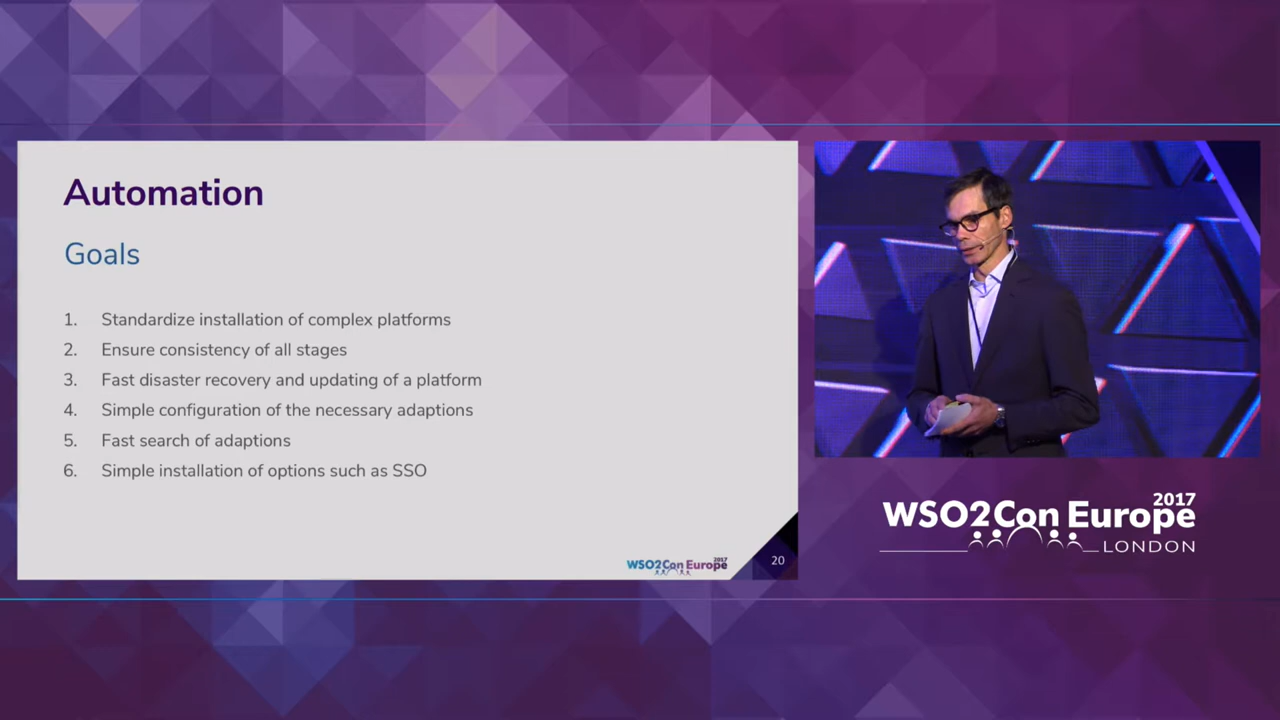 Automation
Goals
1. Standardize installation of complex platforms
2. Ensure consistency of all stages
3. Fast disaster recovery and updating of a platform
4. Simple configuration of the necessary adaptions
5. Fast search of adaptions
6. Simple installation of options such as SSO
WSO2Con Europe 2017
20
2017
WSO2Con Europe
LONDON